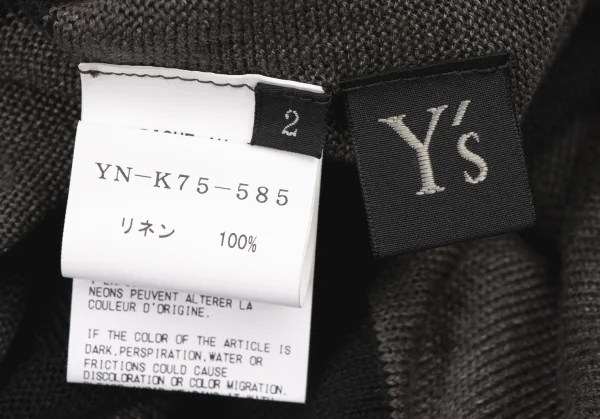 2
Y's
YN-K75-585
リネン 100%
NEONS PEUVENT ALTERER LA
COULEUR D'ORIGINE.
IF THE COLOR OF THE ARTICLE IS
DARK,PERSPIRATION,WATER OR
FRICTIONS COULD CAUSE
DISCOLORATION OR COLOR MIGRATION.